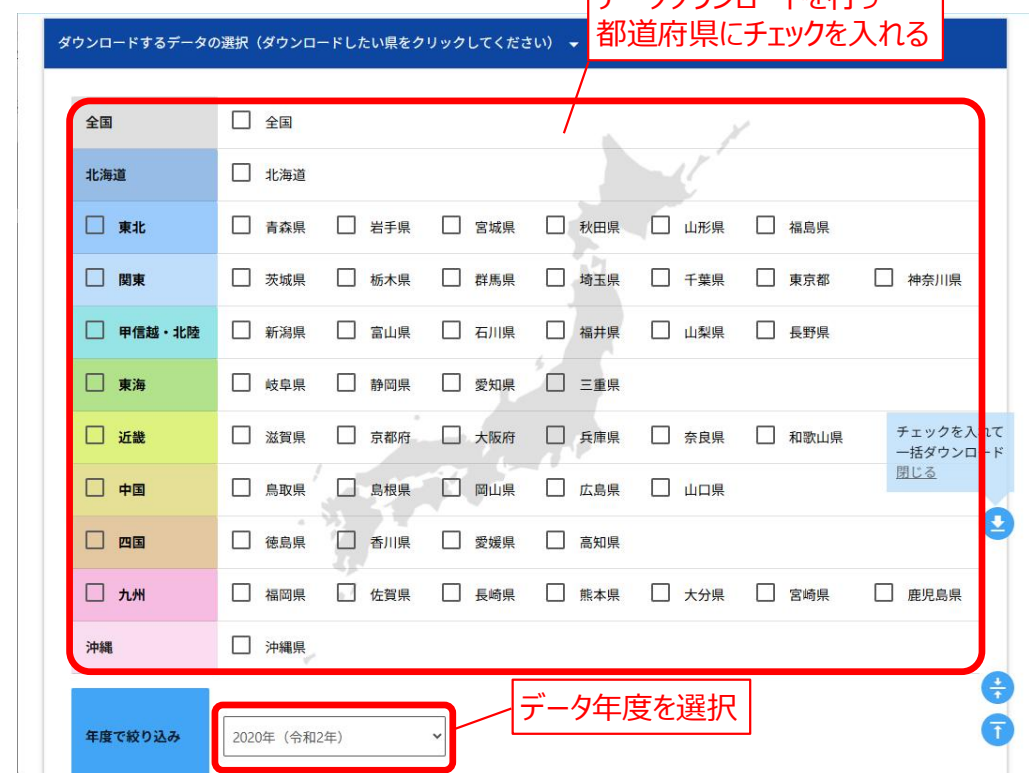 データダウンロードを行う
都道府県にチェックを入れる
ダウンロードするデータの選択（ダウンロードしたい県をクリックしてください）
全国 全国
北海道 北海道
東北 青森県 岩手県 宮城県 秋田県 山形県 福島県
関東 茨城県 栃木県 群馬県 埼玉県 千葉県 東京都 神奈川県
甲信越・北陸 新潟県 富山県 石川県 福井県 山梨県 長野県
東海 岐阜県 静岡県 愛知県 三重県
近畿 滋賀県 京都府 大阪府 兵庫県 奈良県 和歌山県
チェックを入れて
一括ダウンロード
閉じる
中国 鳥取県 島根県 岡山県 広島県 山口県
四国 徳島県 香川県 愛媛県 高知県
九州 福岡県 佐賀県 長崎県 熊本県 大分県 宮崎県 鹿児島県
沖縄 沖縄県
データ年度を選択
年度で絞り込み 2020年（令和2年）